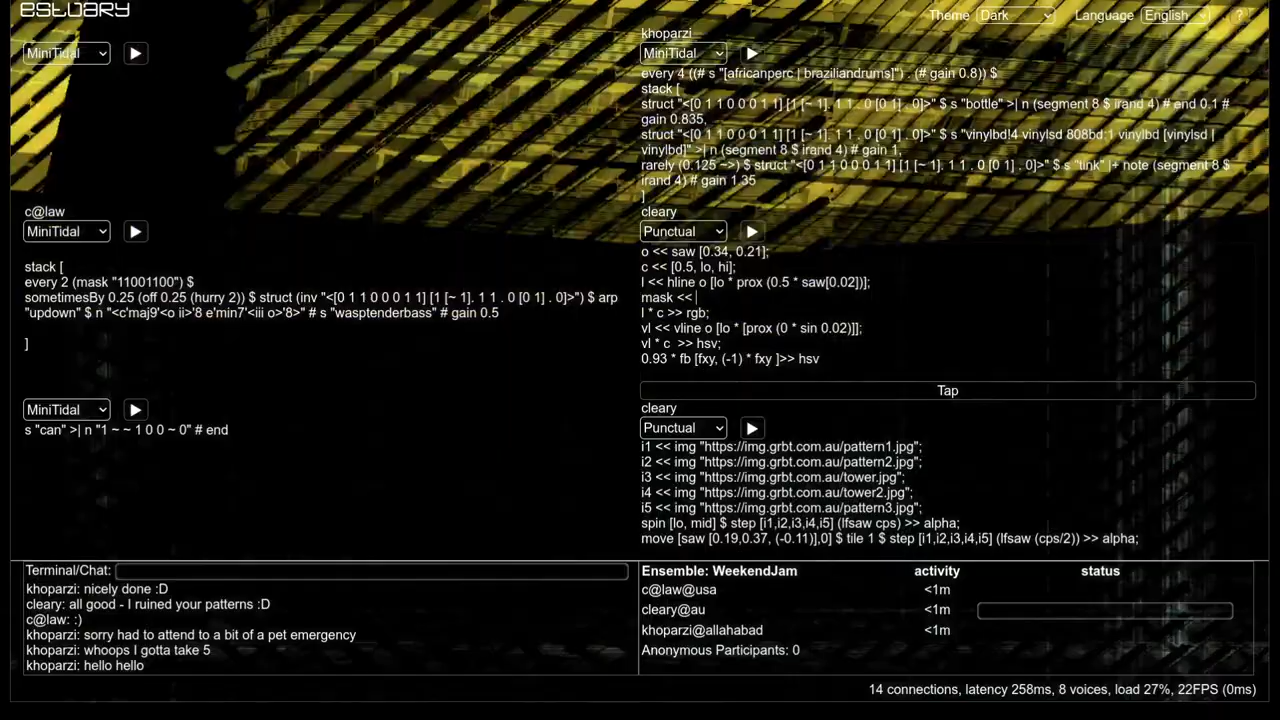 estuary
Theme Dark Language English ?
MiniTidal
khoparzi
MiniTidal
every 4 ((# s "[africanperc | braziliandrums]") . (# gain 0.8)) $
stack [
struct "<[0 1 1 0 0 0 1 1] [1 [~ 1]. 1 1 . 0 [0 1] . 0]>" $ s "bottle" >| n (segment 8 $ irand 4) # end 0.1 #
gain 0.835,
struct "<[0 1 1 0 0 0 1 1] [1 [~ 1]. 1 1 . 0 [0 1] . 0]>" $ s "vinylbd!4 vinylsd 808bd:1 vinylbd [vinylsd |
vinylbd]" >| n (segment 8 $ irand 4) # gain 1,
rarely (0.125 ~>) $ struct "<[0 1 1 0 0 0 1 1] [1 [~ 1]. 1 1 . 0 [0 1] . 0]>" $ s "tink" |+ note (segment 8 $
irand 4) # gain 1.35
]
c@law
MiniTidal
stack [
every 2 (mask "11001100") $
sometimesBy 0.25 (off 0.25 (hurry 2)) $ struct (inv "<[0 1 1 0 0 0 1 1] [1 [~ 1]. 1 1 . 0 [0 1] . 0]>") $ arp
"updown" $ n "<c'maj9'<o ii>'8 e'min7'<iii o>'8>" # s "wasptenderbass" # gain 0.5
]
cleary
Punctual
o << saw [0.34, 0.21];
c << [0.5, lo, hi];
l << hline o [lo * prox (0.5 * saw[0.02])];
mask <<
l * c >> rgb;
vl << vline o [lo * [prox (0 * sin 0.02)]];
vl * c >> hsv;
0.93 * fb [fxy, (-1) * fxy ]>> hsv
Tap
MiniTidal
s "can" >| n "1 ~ ~ 1 0 0 ~ 0" # end
cleary
Punctual
i1 << img "https://img.grbt.com.au/pattern1.jpg";
i2 << img "https://img.grbt.com.au/pattern2.jpg";
i3 << img "https://img.grbt.com.au/tower.jpg";
i4 << img "https://img.grbt.com.au/tower2.jpg";
i5 << img "https://img.grbt.com.au/pattern3.jpg";
spin [lo, mid] $ step [i1,i2,i3,i4,i5] (lfsaw cps) >> alpha;
move [saw [0.19,0.37, (-0.11)],0] $ tile 1 $ step [i1,i2,i3,i4,i5] (lfsaw (cps/2)) >> alpha;
Terminal/Chat:
khoparzi: nicely done :D
cleary: all good - I ruined your patterns :D
c@law: :)
khoparzi: sorry had to attend to a bit of a pet emergency
khoparzi: whoops I gotta take 5
khoparzi: hello hello
Ensemble: WeekendJam activity status
c@law@usa <1m
cleary@au <1m
khoparzi@allahabad <1m
Anonymous Participants: 0
14 connections, latency 258ms, 8 voices, load 27%, 22FPS (0ms)